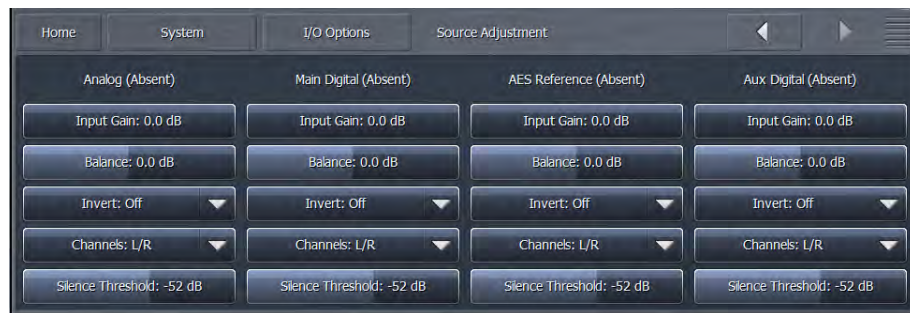 Home System I/O Options Source Adjustment
Analog (Absent) Main Digital (Absent) AES Reference (Absent) Aux Digital (Absent)
Input Gain: 0.0 dB Input Gain: 0.0 dB Input Gain: 0.0 dB Input Gain: 0.0 dB
Balance: 0.0 dB Balance: 0.0 dB Balance: 0.0 dB Balance: 0.0 dB
Invert: Off Invert: Off Invert: Off Invert: Off
Channels: L/R Channels: L/R Channels: L/R Channels: L/R
Silence Threshold: -52 dB Silence Threshold: -52 dB Silence Threshold: -52 dB Silence Threshold: -52 dB